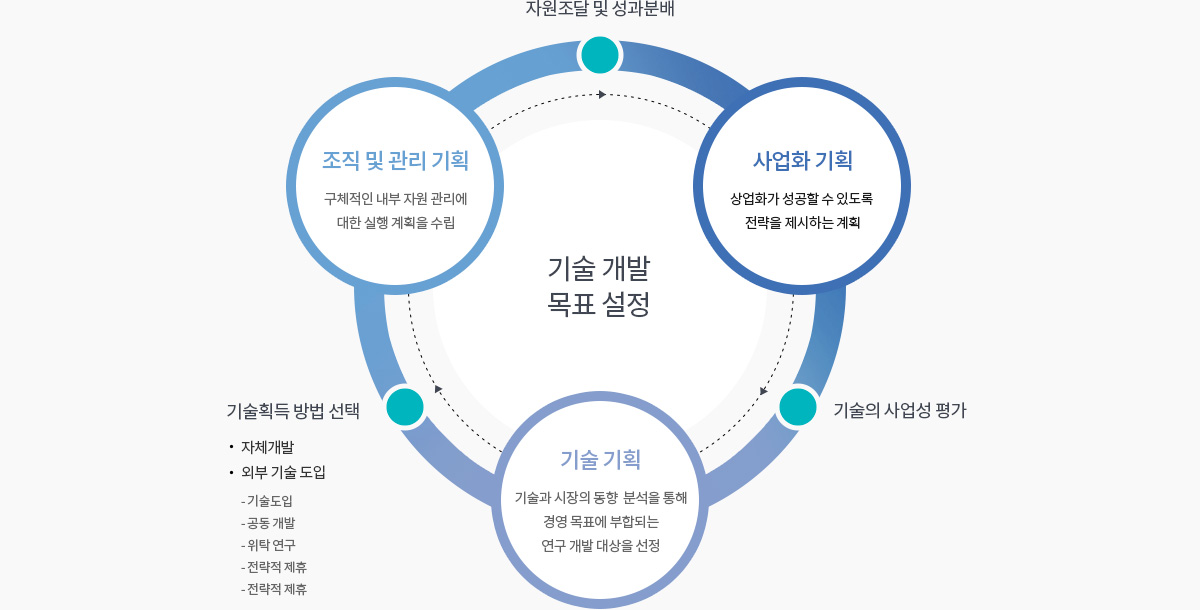 자원조달 및 성과분배
조직 및 관리 기획
구체적인 내부 자원 관리에
대한 실행 계획을 수립
사업화 기획
상업화가 성공할 수 있도록
전략을 제시하는 계획
기술 개발
목표 설정
기술획득 방법 선택
• 자체개발
• 외부 기술 도입
- 기술도입
- 공동 개발
- 위탁 연구
- 전략적 제휴
- 전략적 제휴
기술의 사업성 평가
기술 기획
기술과 시장의 동향 분석을 통해
경영 목표에 부합되는
연구 개발 대상을 선정